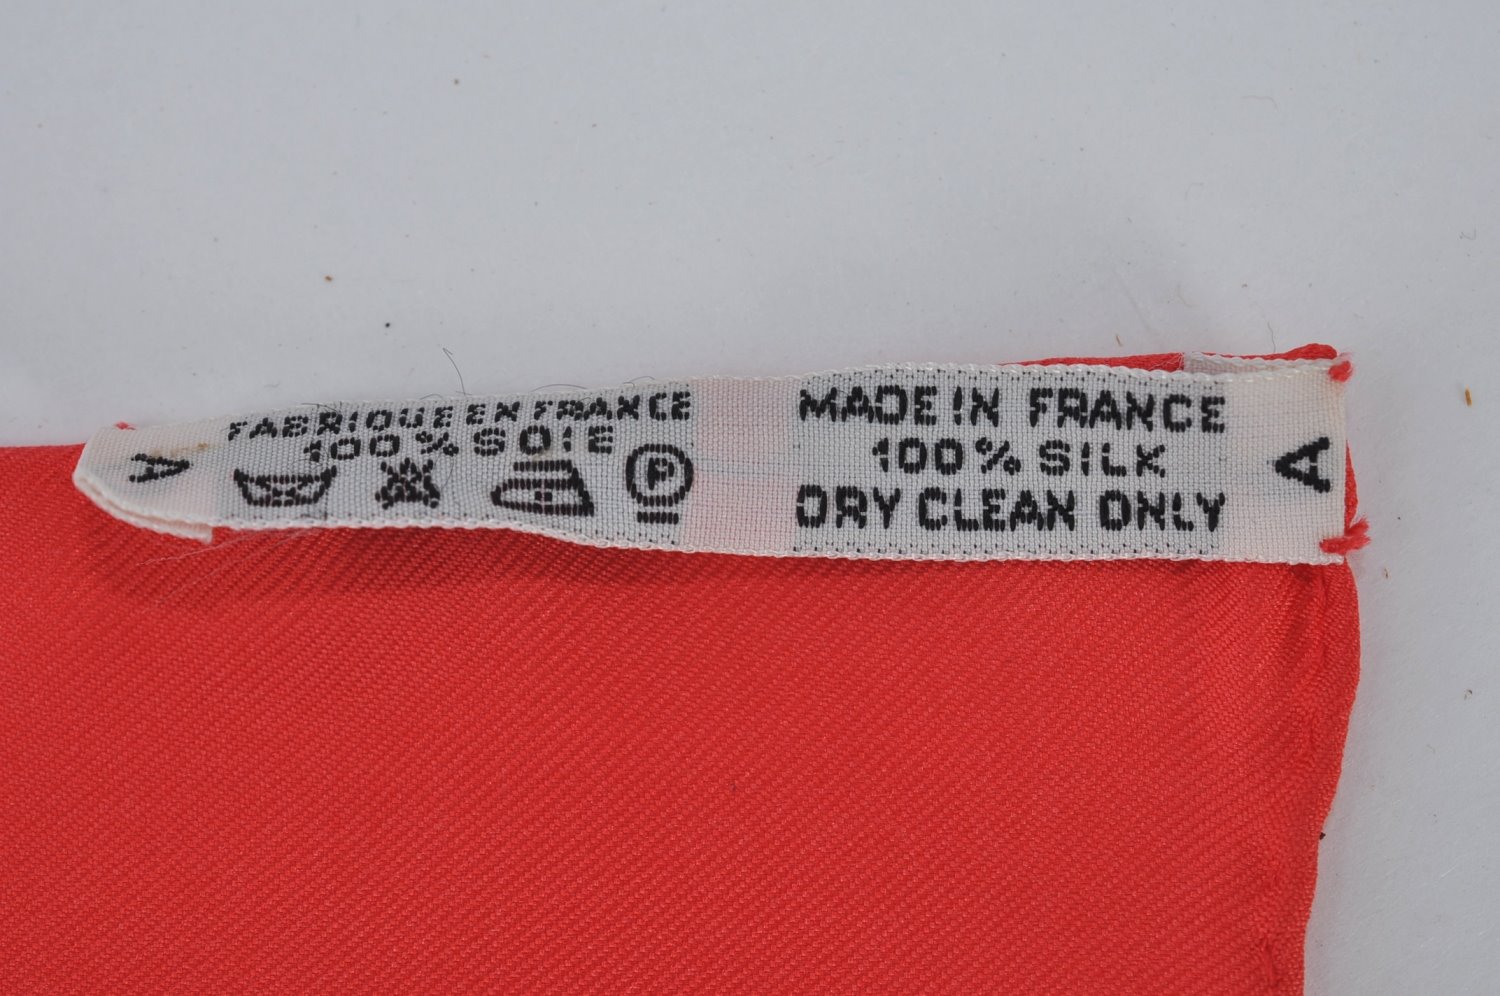 A
FABRIQUE EN FRANCE
100% SOIE
P
MADE IN FRANCE
100% SILK
DRY CLEAN ONLY
A